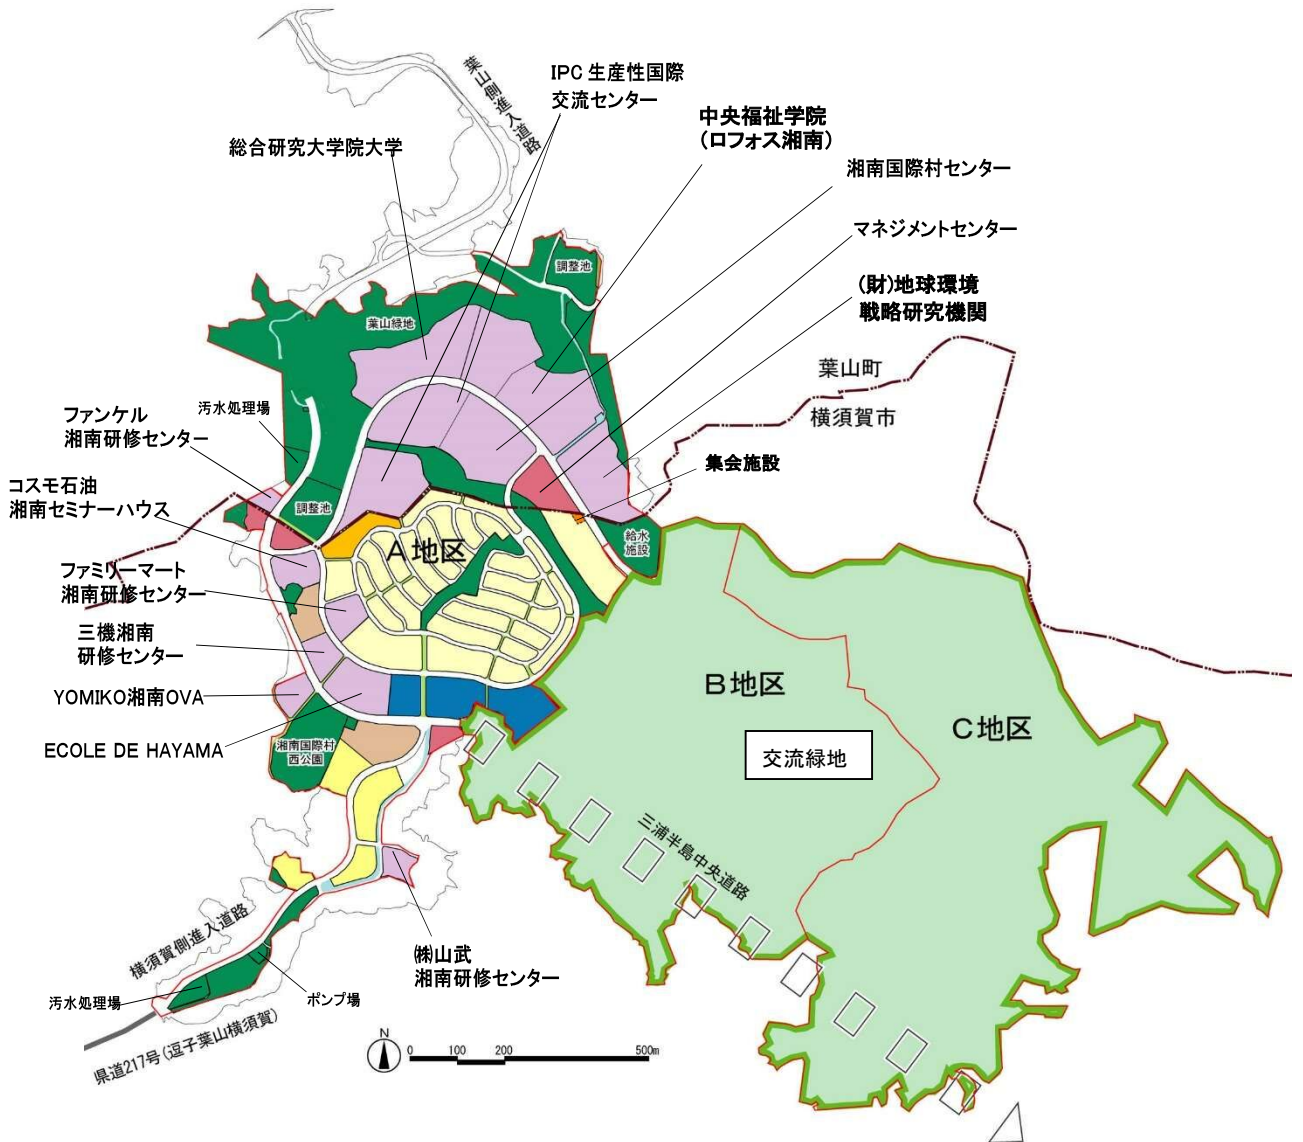 葉山側進入道路
IPC 生産性国際
交流センター
中央福祉学院
（ロフォス湘南）
総合研究大学院大学
湘南国際村センター
マネジメントセンター
(財)地球環境
戦略研究機関
調整池
葉山緑地
葉山町
横須賀市
汚水処理場
ファンケル
湘南研修センター
集会施設
コスモ石油
湘南セミナーハウス
調整池
給水
施設
A地区
ファミリーマート
湘南研修センター
三機湘南
研修センター
B地区
YOMIKO湘南OVA
C地区
ECOLE DE HAYAMA
湘南国際村
西公園
交流緑地
三浦半島中央道路
横須賀側進入道路
㈱山武
湘南研修センター
汚水処理場
ポンプ場
県道217号(逗子葉山横須賀)
N
0 100 200 500m